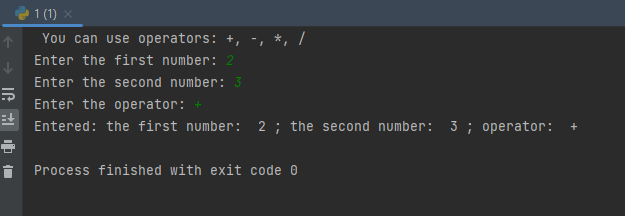 1 (1)
You can use operators: +, -, *, /
Enter the first number: 2
Enter the second number: 3
Enter the operator: +
Entered: the first number:  2 ; the second number:  3 ; operator:  +
Process finished with exit code 0